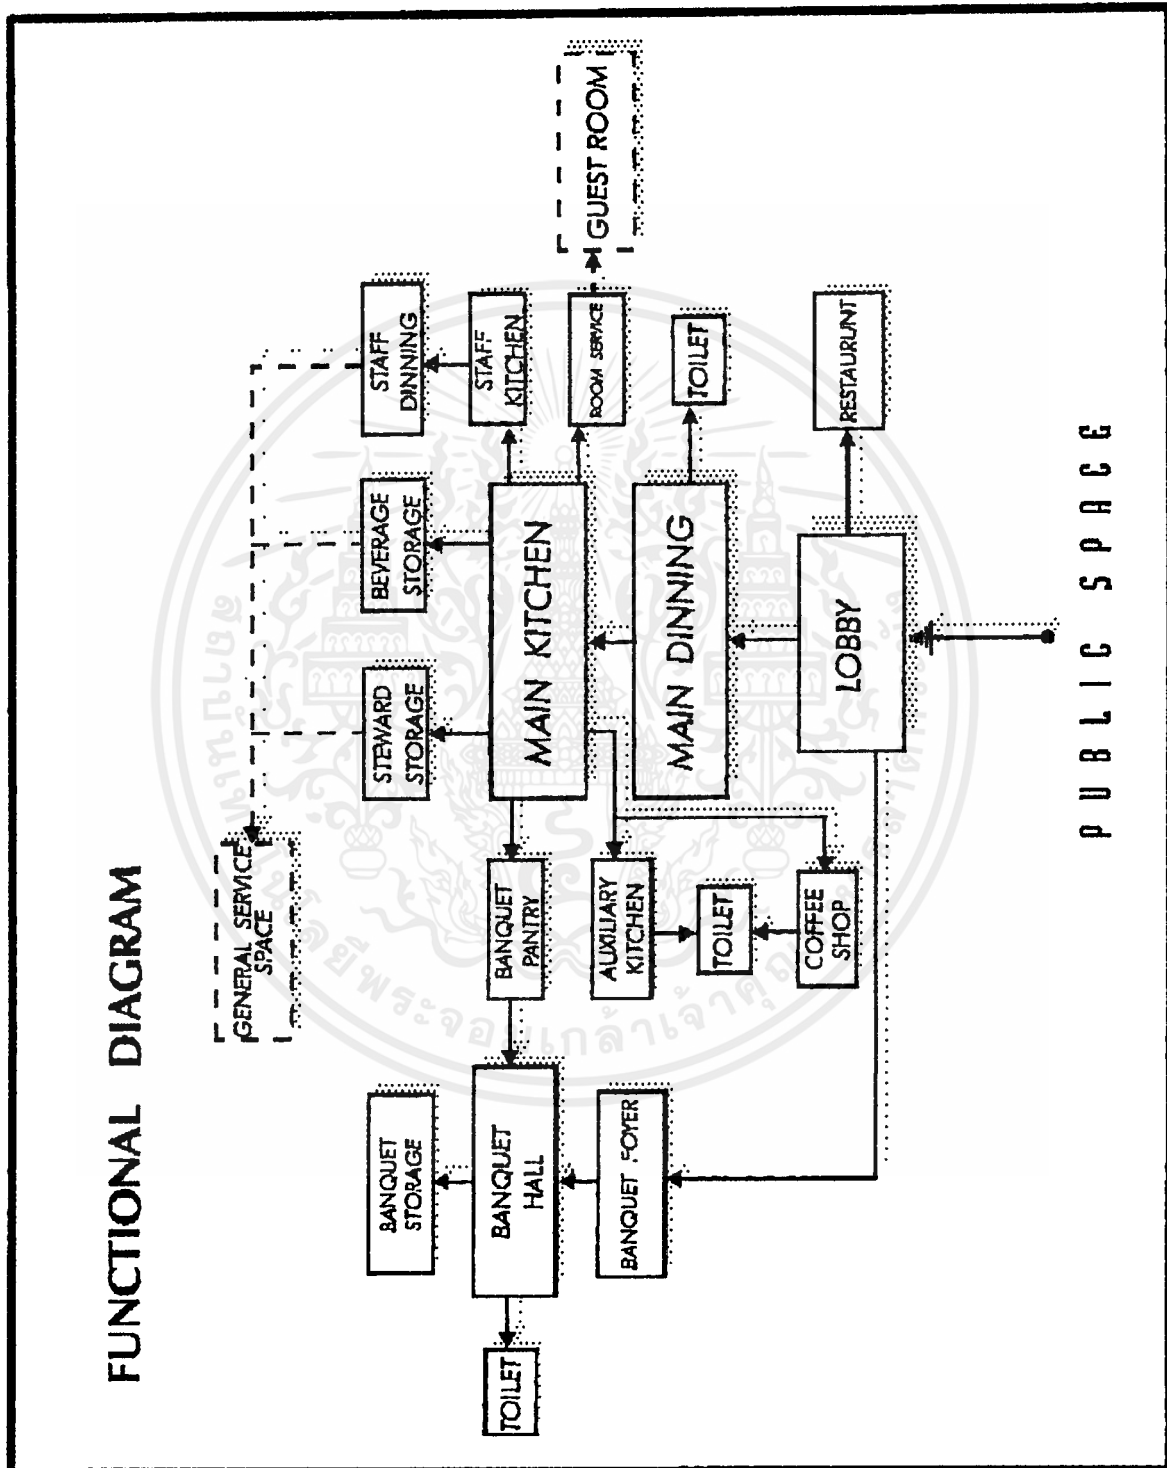 FUNCTIONAL DIAGRAM
GENERAL SERVICE
SPACE
STEWARD
STORAGE
BEVERAGE
STORAGE
STAFF
DINNING
BANQUET
STORAGE
STAFF
KITCHEN
TOILET
BANQUET
HALL
BANQUET
PANTRY
MAIN KITCHEN
ROOM SERVICE
GUEST ROOM
BANQUET FOYER
AUXILIARY
KITCHEN
MAIN DINNING
TOILET
TOILET
COFFEE
SHOP
LOBBY
RESTAURUNT
PUBLIC SPACE